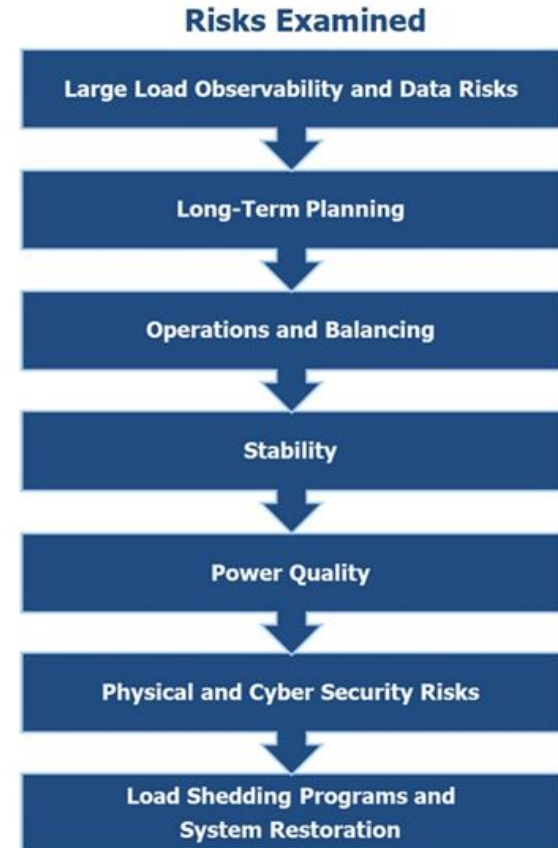 Risks Examined
Large Load Observability and Data Risks
Long-Term Planning
Operations and Balancing
Stability
Power Quality
Physical and Cyber Security Risks
Load Shedding Programs and
System Restoration